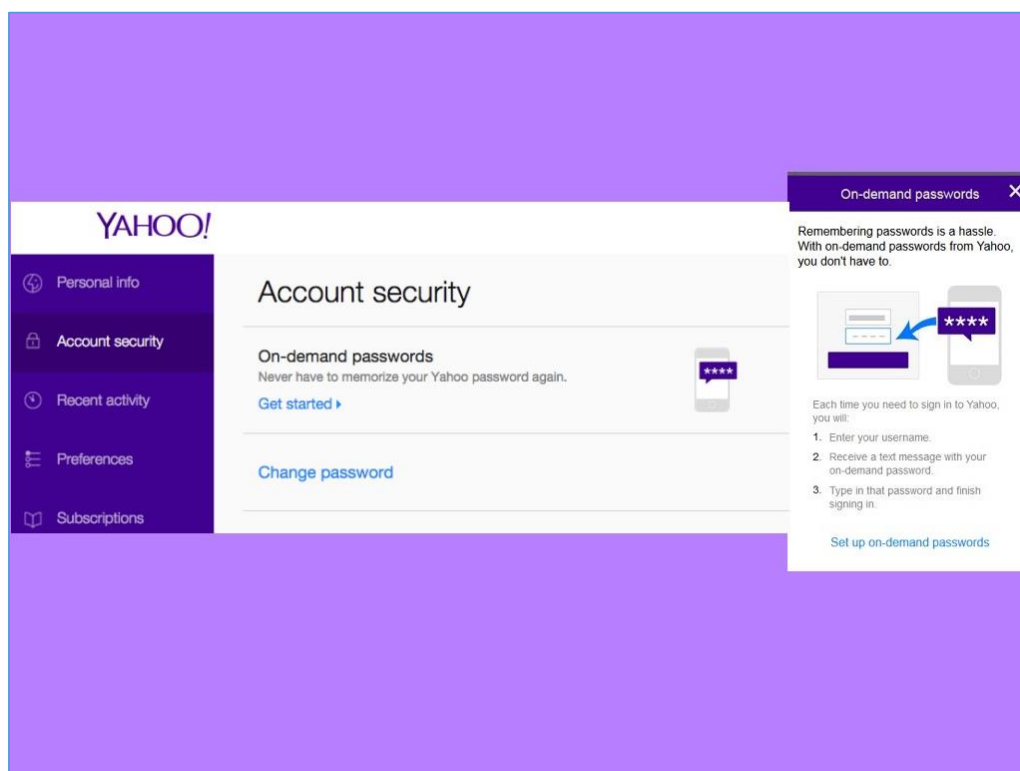 YAHOO!
Personal info
Account security
Recent activity
Preferences
Subscriptions
Account security
On-demand passwords
Never have to memorize your Yahoo password again.
Get started
Change password
****
On-demand passwords
Remembering passwords is a hassle.
With on-demand passwords from Yahoo,
you don't have to.
****
Each time you need to sign in to Yahoo,
you will:
1. Enter your username.
2. Receive a text message with your
on-demand password.
3. Type in that password and finish
signing in.
Set up on-demand passwords